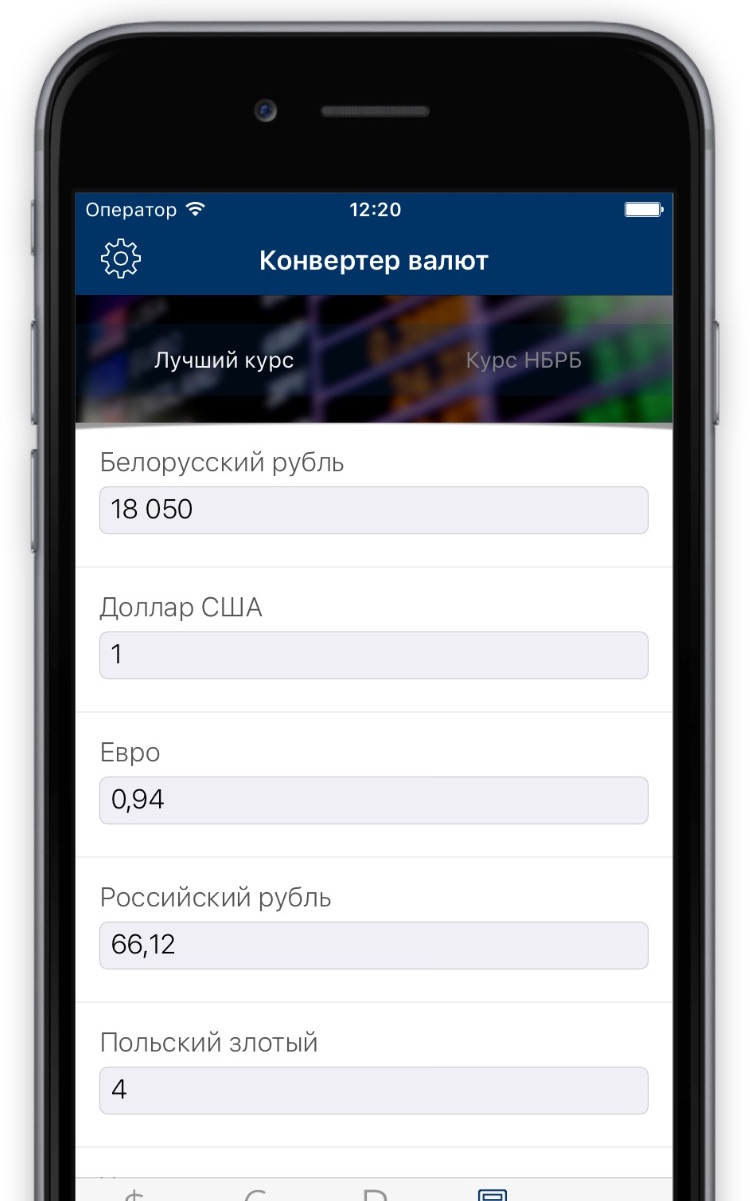 Оператор 12:20
Конвертер валют
Лучший курс Курс НБРБ
Белорусский рубль
18 050
Доллар США
1
Евро
0,94
Российский рубль
66,12
Польский злотый
4